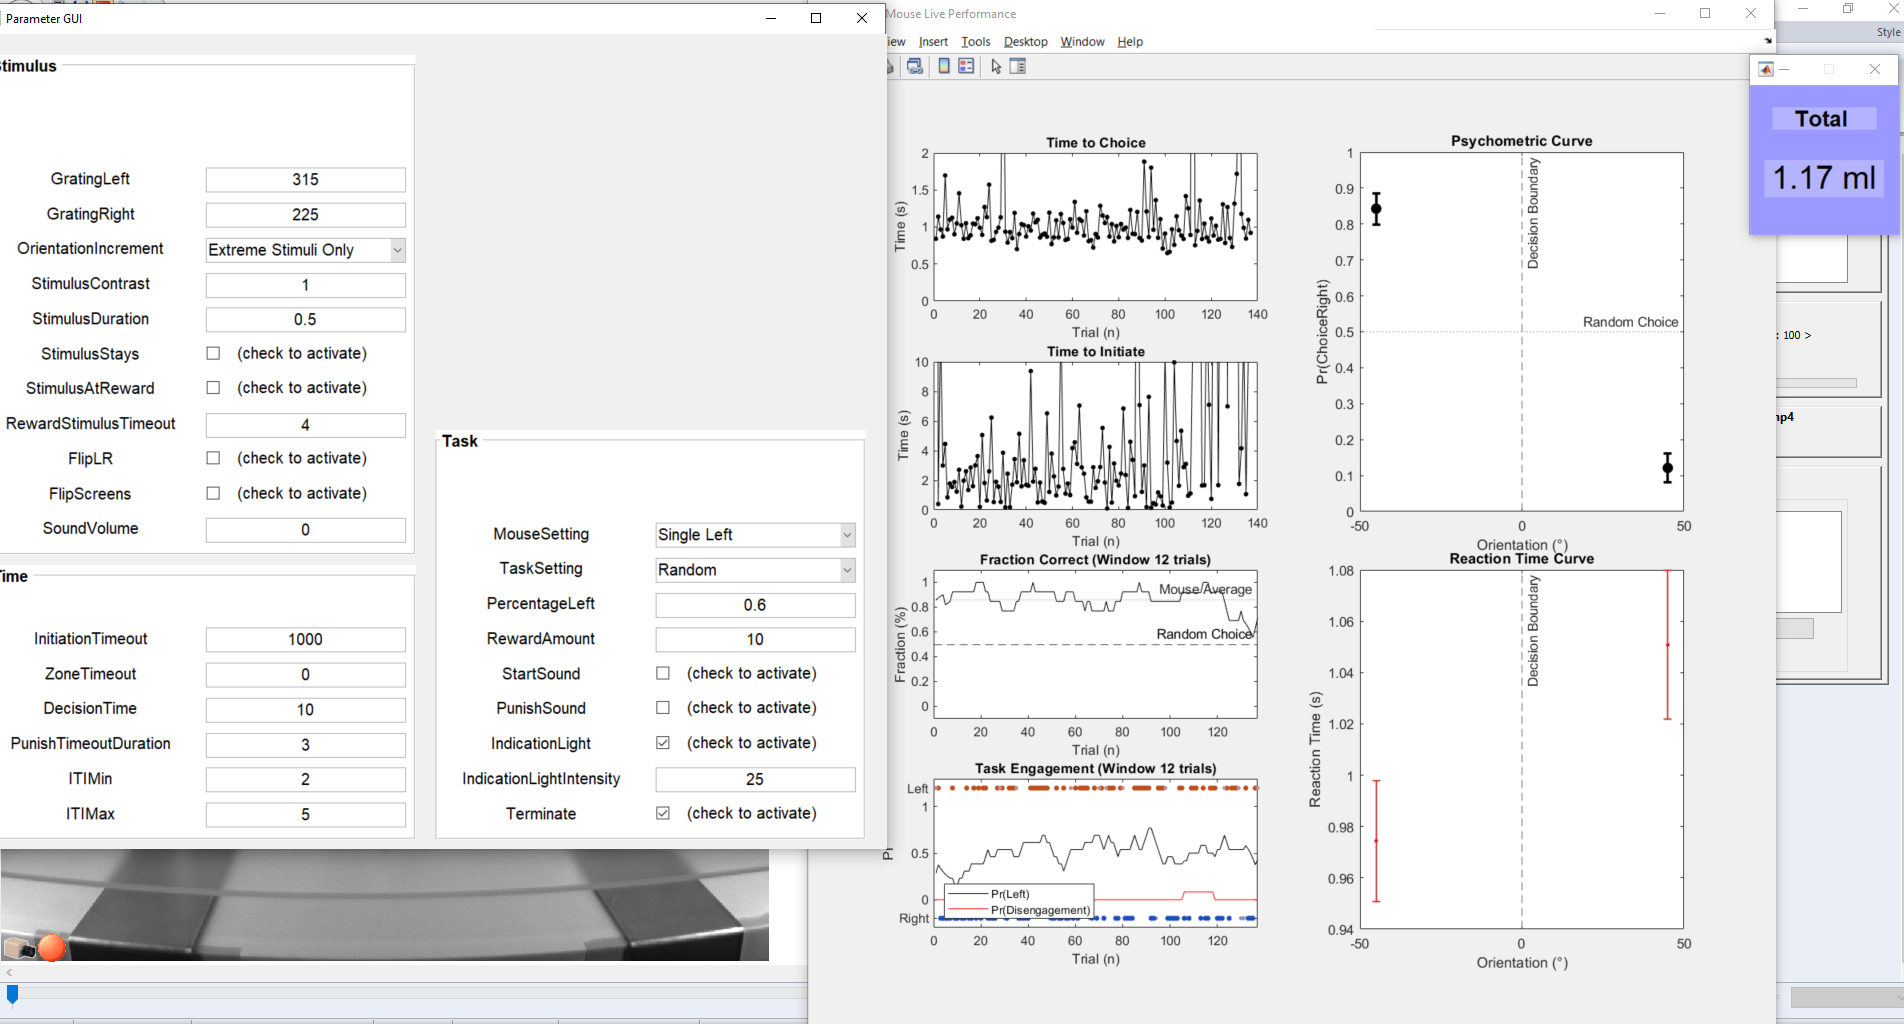 Parameter GUI
Stimulus
GratingLeft 315
GratingRight 225
OrientationIncrement Extreme Stimuli Only
StimulusContrast 1
StimulusDuration 0.5
StimulusStays (check to activate)
StimulusAtReward (check to activate)
RewardStimulusTimeout 4
FlipLR (check to activate)
FlipScreens (check to activate)
SoundVolume 0
Time
InitiationTimeout 1000
ZoneTimeout 0
DecisionTime 10
PunishTimeoutDuration 3
ITIMin 2
ITIMax 5
Task
MouseSetting Single Left
TaskSetting Random
PercentageLeft 0.6
RewardAmount 10
StartSound (check to activate)
PunishSound (check to activate)
IndicationLight (check to activate)
IndicationLightIntensity 25
Terminate (check to activate)
Mouse Live Performance
iew Insert Tools Desktop Window Help
Time to Choice
Time (s)
2
1.5
1
0.5
0
0 20 40 60 80 100 120 140
Trial (n)
Time to Initiate
Time (s)
10
8
6
4
2
0
0 20 40 60 80 100 120 140
Trial (n)
Fraction Correct (Window 12 trials)
Fraction (%)
1
0.8
0.6
0.4
0.2
0
Mouse Average
Random Choice
0 20 40 60 80 100 120
Trial (n)
Task Engagement (Window 12 trials)
Left
1
0.5
0
Right
Pr(Left)
Pr(Disengagement)
0 20 40 60 80 100 120
Trial (n)
Psychometric Curve
Pr(ChoiceRight)
1
0.9
0.8
0.7
0.6
0.5
0.4
0.3
0.2
0.1
0
Decision Boundary
Random Choice
-50 0 50
Orientation (°)
Reaction Time Curve
Reaction Time (s)
1.08
1.06
1.04
1.02
1
0.98
0.96
0.94
Decision Boundary
-50 0 50
Orientation (°)
Style
Total
1.17 ml
: 100 >
mp4